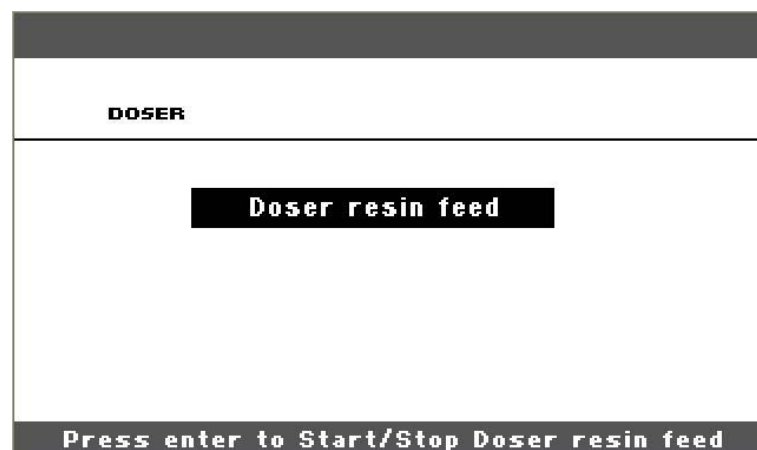 DOSER
Doser resin feed
Press enter to Start/Stop Doser resin feed